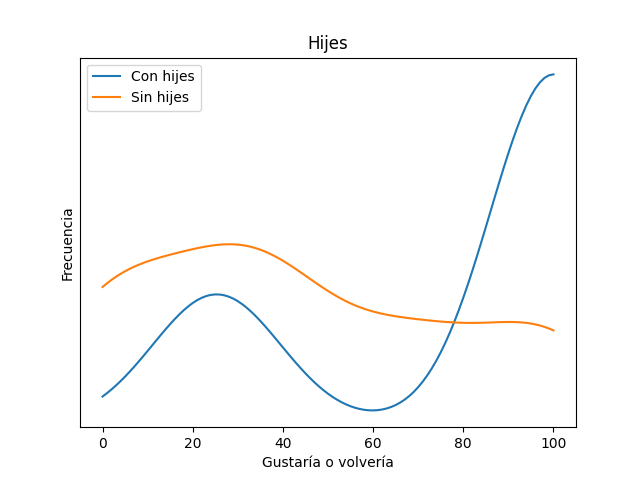 Hijes
Con hijes
Sin hijes
Frecuencia
0 20 40 60 80 100
Gustaría o volvería